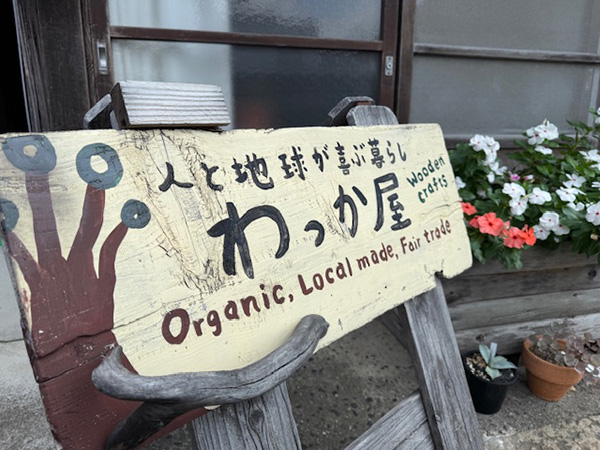 人と地球が喜ぶ暮らし
わっか屋
Wooden
crafts
Organic, Local made, Fair trade